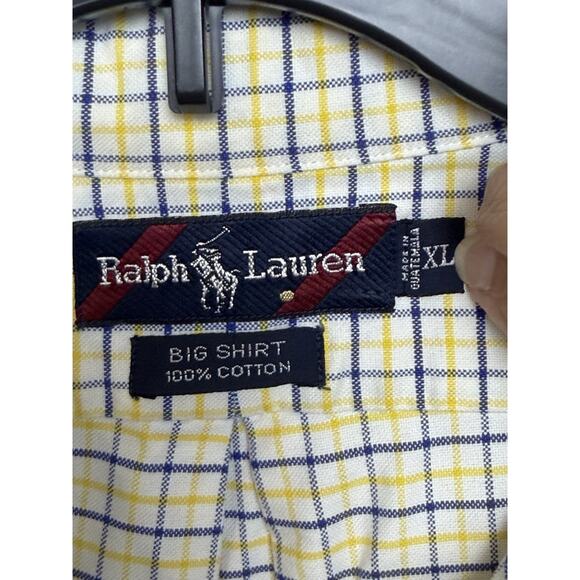 Ralph Lauren
MADE IN
GUATEMALA
XL
BIG SHIRT
100% COTTON